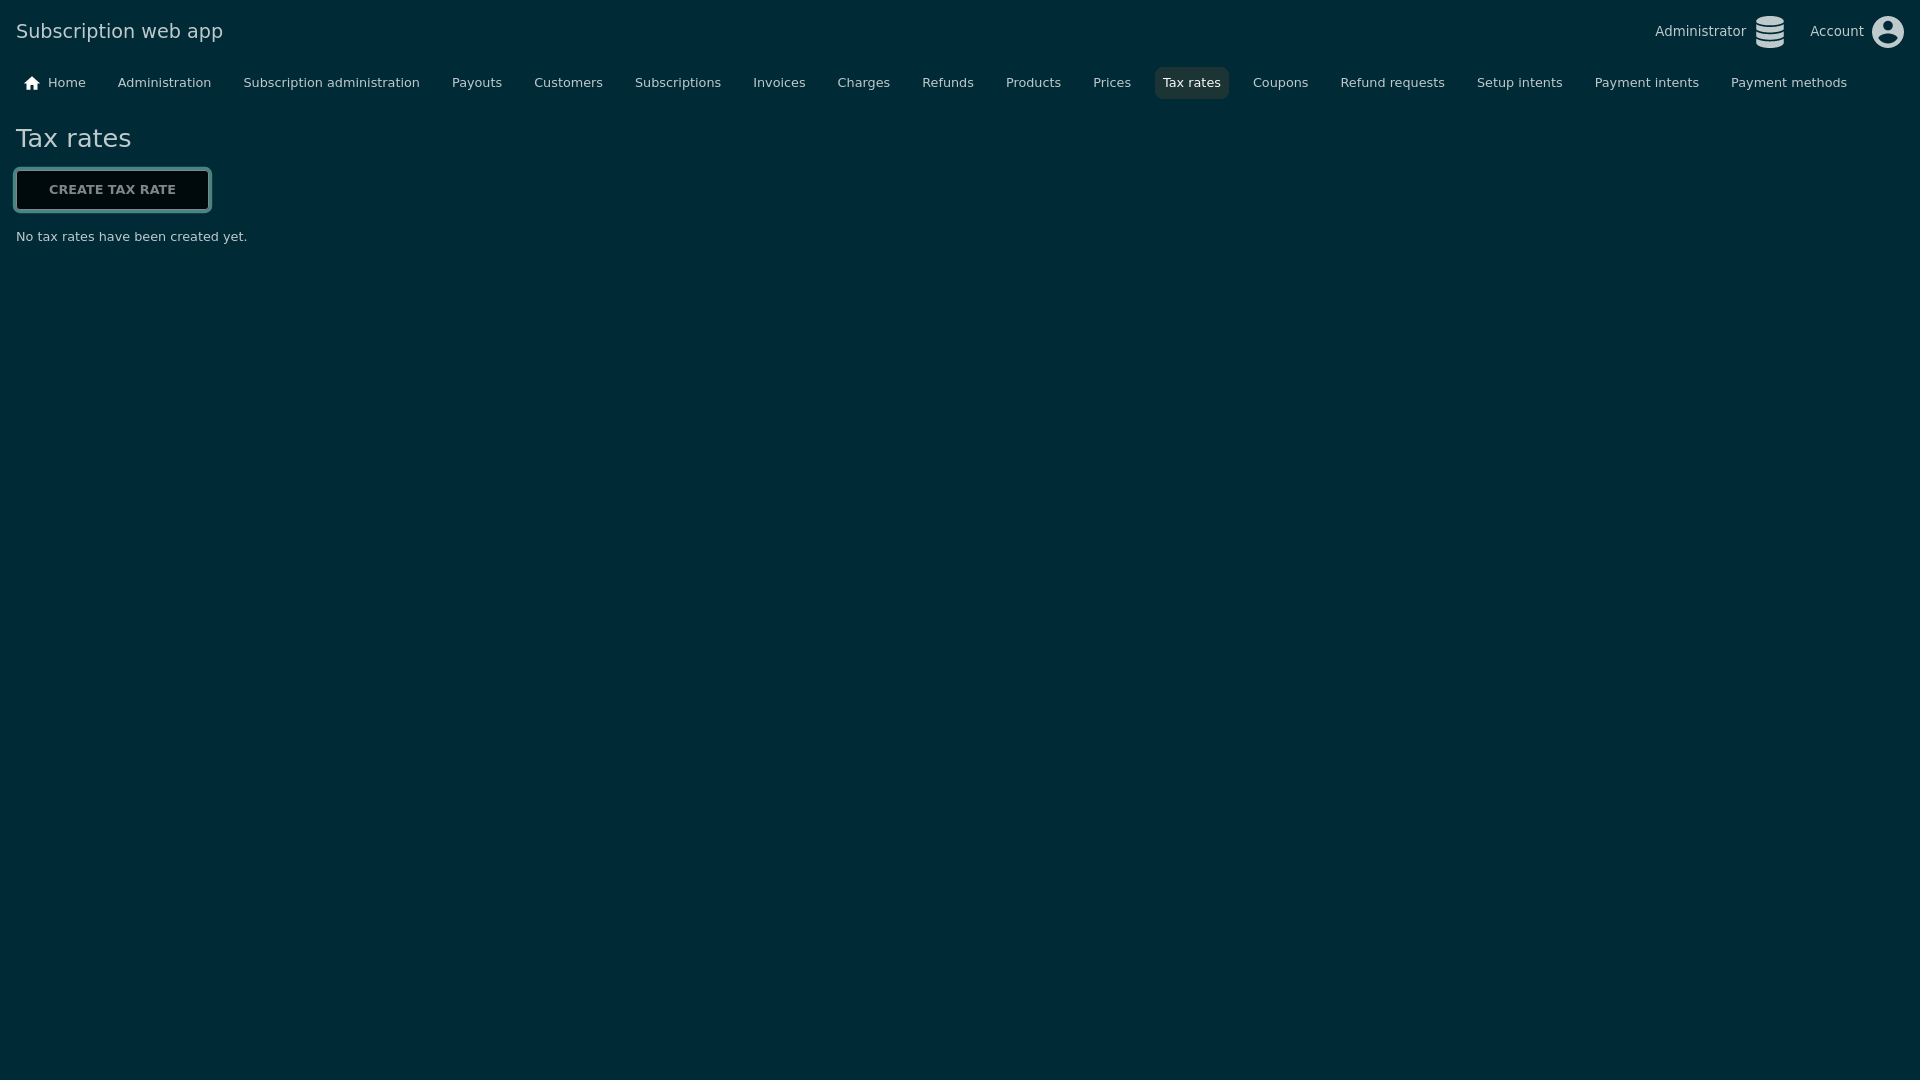 Subscription web app
Administrator
Account
Home Administration Subscription administration Payouts Customers Subscriptions Invoices Charges Refunds Products Prices Tax rates Coupons Refund requests Setup intents Payment intents Payment methods
Tax rates
CREATE TAX RATE
No tax rates have been created yet.